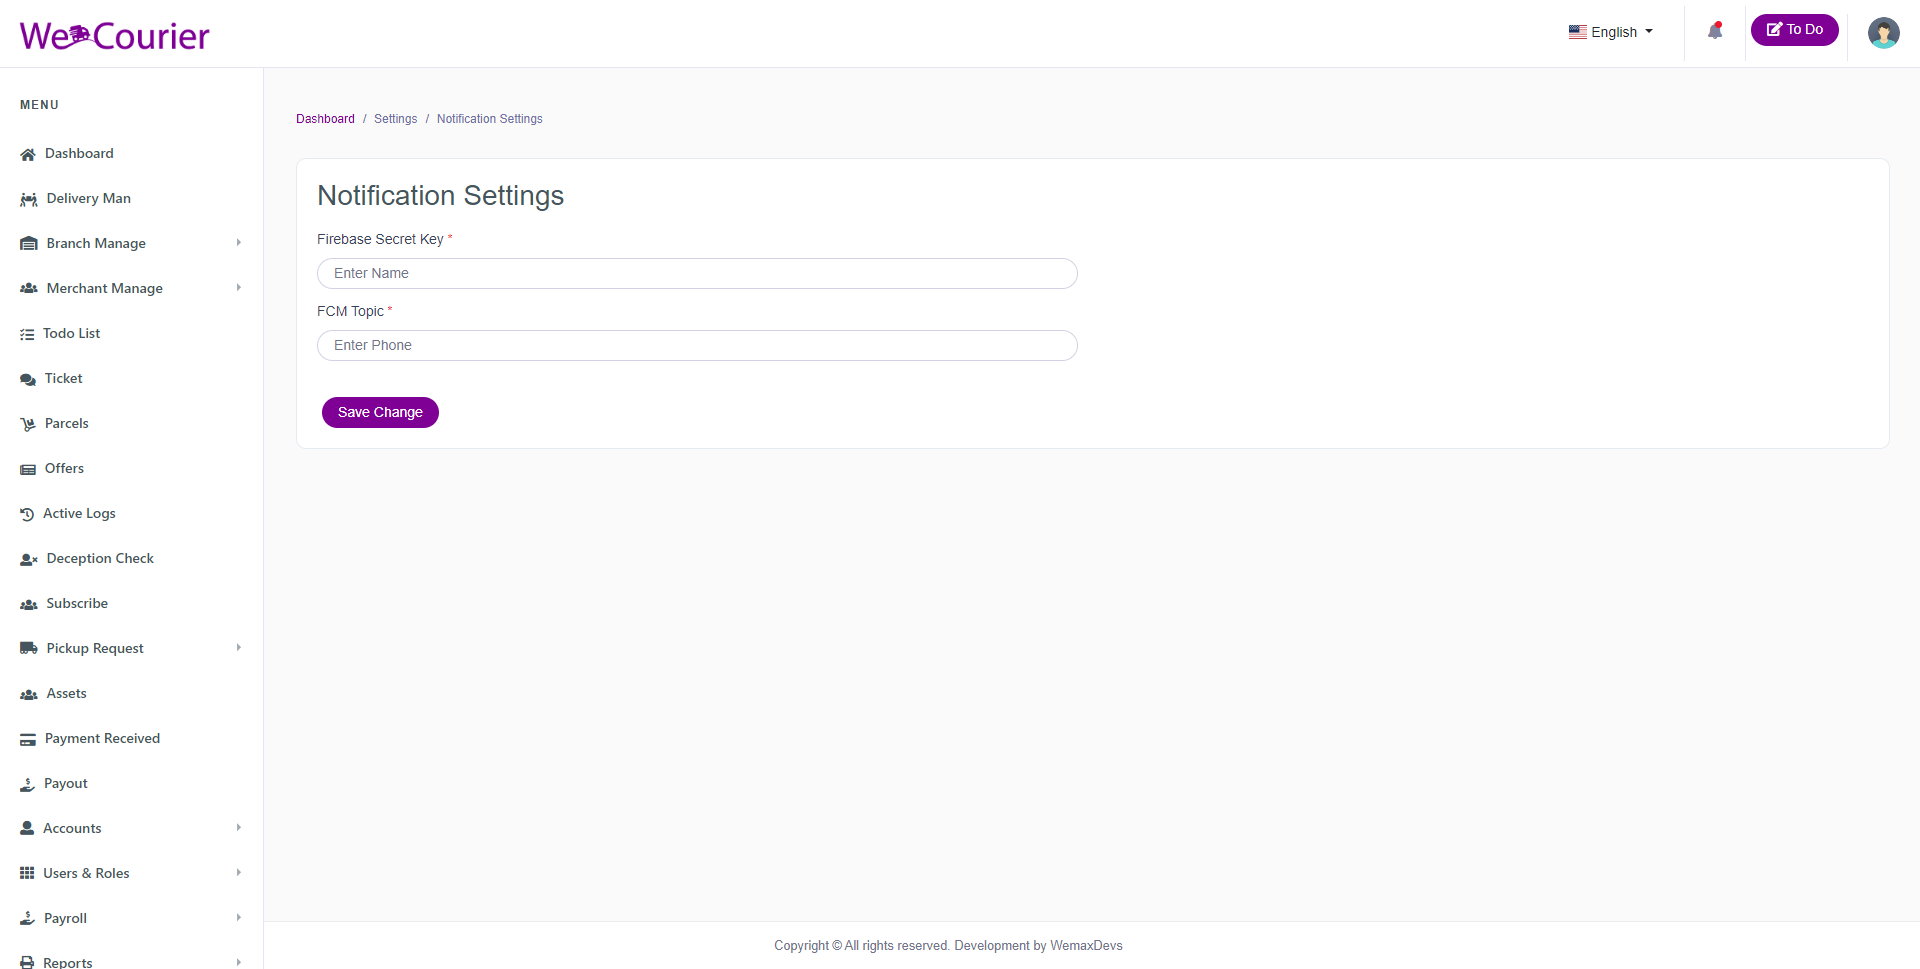 We Courier
English
To Do
MENU
Dashboard
Delivery Man
Branch Manage
Merchant Manage
Todo List
Ticket
Parcels
Offers
Active Logs
Deception Check
Subscribe
Pickup Request
Assets
Payment Received
Payout
Accounts
Users & Roles
Payroll
Reports
Dashboard / Settings / Notification Settings
Notification Settings
Firebase Secret Key *
Enter Name
FCM Topic *
Enter Phone
Save Change
Copyright © All rights reserved. Development by WemaxDevs